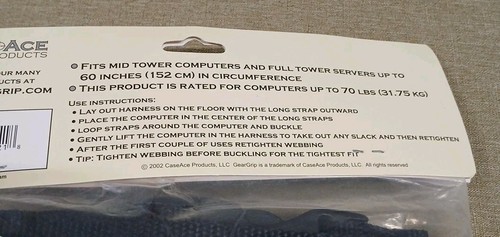 ACE
PRODUCTS
• FITS MID TOWER COMPUTERS AND FULL TOWER SERVERS UP TO
60 INCHES (152 CM) IN CIRCUMFERENCE
• THIS PRODUCT IS RATED FOR COMPUTERS UP TO 70 LBS (31.75 KG)
USE INSTRUCTIONS:
• LAY OUT HARNESS ON THE FLOOR WITH THE LONG STRAP OUTWARD
• PLACE THE COMPUTER IN THE CENTER OF THE LONG STRAPS
• LOOP STRAPS AROUND THE COMPUTER AND BUCKLE
• GENTLY LIFT THE COMPUTER IN THE HARNESS TO TAKE OUT ANY SLACK AND THEN RETIGHTEN
• AFTER THE FIRST COUPLE OF USES RETIGHTEN WEBBING
• TIP: TIGHTEN WEBBING BEFORE BUCKLING FOR THE TIGHTEST FIT
© 2002 CaseAce Products, LLC GearGrip is a trademark of CaseAce Products, LLC. All rights reserved
OUR MANY
UCTS AT
GRIP.COM